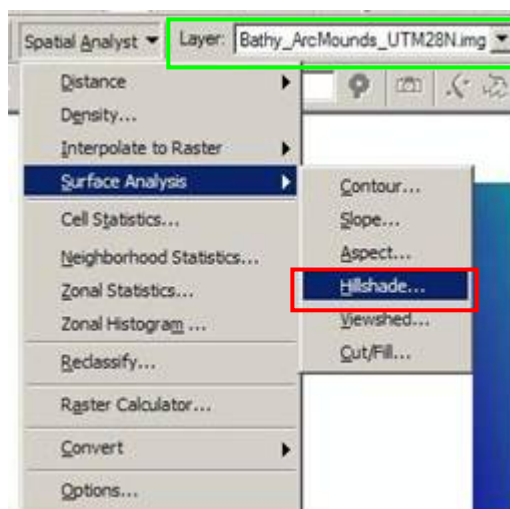 Spatial Analyst Layer: Bathy_ArcMounds_UTM28N.img
Distance
Density...
Interpolate to Raster
Surface Analysis
Cell Statistics...
Neighborhood Statistics...
Zonal Statistics...
Zonal Histogram ...
Reclassify...
Raster Calculator...
Convert
Options...
Contour...
Slope...
Aspect...
Hillshade...
Viewshed...
Cut/Fill...